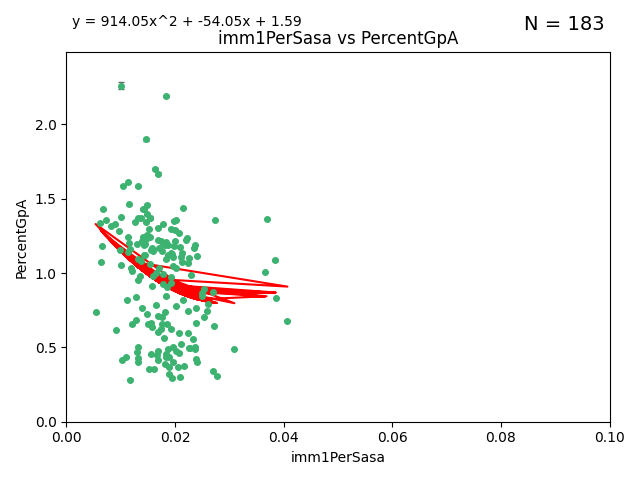 y = 914.05x^2 + -54.05x + 1.59
N = 183
imm1PerSasa vs PercentGpA
PercentGpA
2.0
1.5
1.0
0.5
0.0
0.00 0.02 0.04 0.06 0.08 0.10
imm1PerSasa